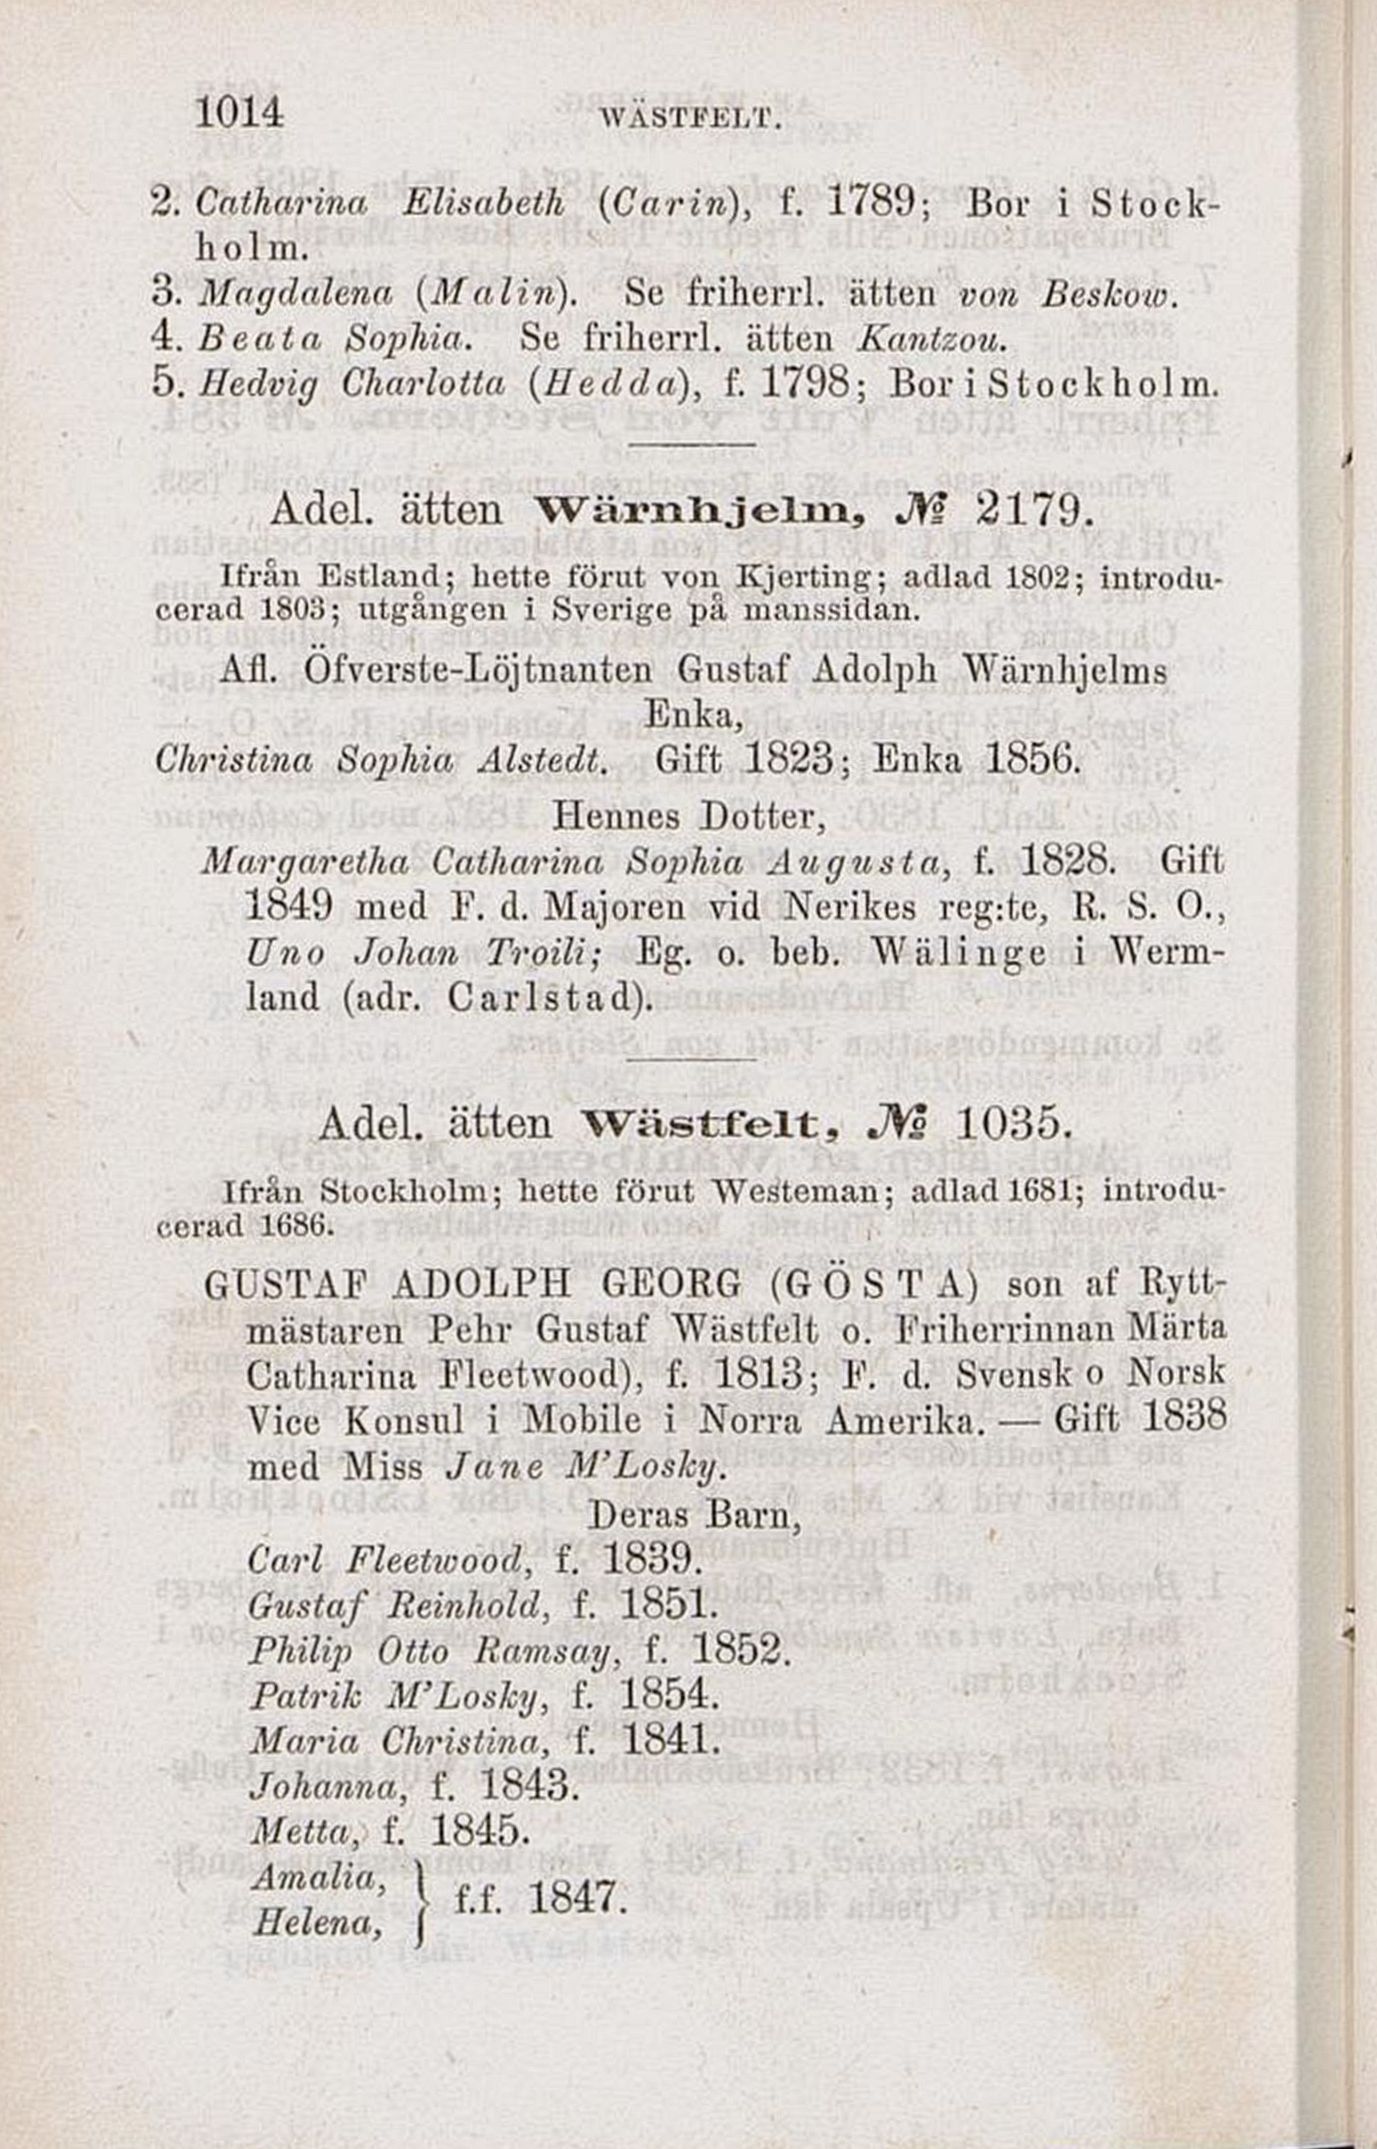 1014 WÄSTFELT.
2. Catharina Elisabeth (Carin), f. 1789; Bor i Stock-
holm.
3. Magdalena (Malin). Se friherrl. ätten von Beskow.
4. Beata Sophia. Se friherrl. ätten Kantzou.
5. Hedvig Charlotta (Hedda), f. 1798; Bor i Stockholm.
Adel. ätten Wärnhjelm, № 2179.
Ifrån Estland; hette förut von Kjerting; adlad 1802; introdu-
cerad 1803; utgången i Sverige på manssidan.
Afl. Öfverste-Löjtnanten Gustaf Adolph Wärnhjelms
Enka,
Christina Sophia Alstedt. Gift 1823; Enka 1856.
Hennes Dotter,
Margaretha Catharina Sophia Augusta, f. 1828. Gift
1849 med F. d. Majoren vid Nerikes reg:te, R. S. O.,
Uno Johan Troili; Eg. o. beb. Wälinge i Werm-
land (adr. Carlstad).
Adel. ätten Wästfelt, № 1035.
Ifrån Stockholm; hette förut Westeman; adlad 1681; introdu-
cerad 1686.
GUSTAF ADOLPH GEORG (GÖSTA) son af Rytt-
mästaren Pehr Gustaf Wästfelt o. Friherrinnan Märta
Catharina Fleetwood), f. 1813; F. d. Svensk o Norsk
Vice Konsul i Mobile i Norra Amerika. — Gift 1838
med Miss Jane M'Losky.
Deras Barn,
Carl Fleetwood, f. 1839.
Gustaf Reinhold, f. 1851.
Philip Otto Ramsay, f. 1852.
Patrik M'Losky, f. 1854.
Maria Christina, f. 1841.
Johanna, f. 1843.
Metta, f. 1845.
Amalia, } f.f. 1847.
Helena,